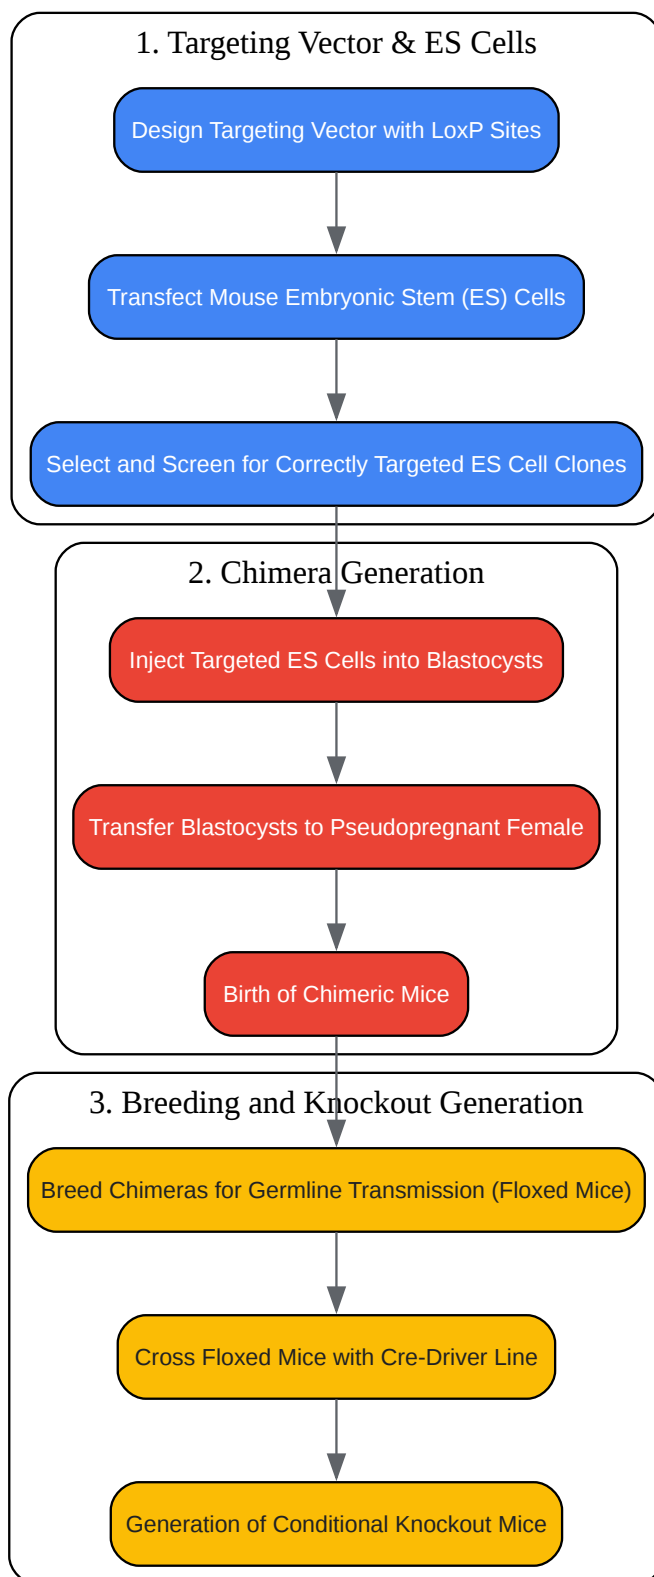 1. Targeting Vector & ES Cells
Design Targeting Vector with LoxP Sites
Transfect Mouse Embryonic Stem (ES) Cells
Select and Screen for Correctly Targeted ES Cell Clones
2. Chimera Generation
Inject Targeted ES Cells into Blastocysts
Transfer Blastocysts to Pseudopregnant Female
Birth of Chimeric Mice
3. Breeding and Knockout Generation
Breed Chimeras for Germline Transmission (Floxed Mice)
Cross Floxed Mice with Cre-Driver Line
Generation of Conditional Knockout Mice